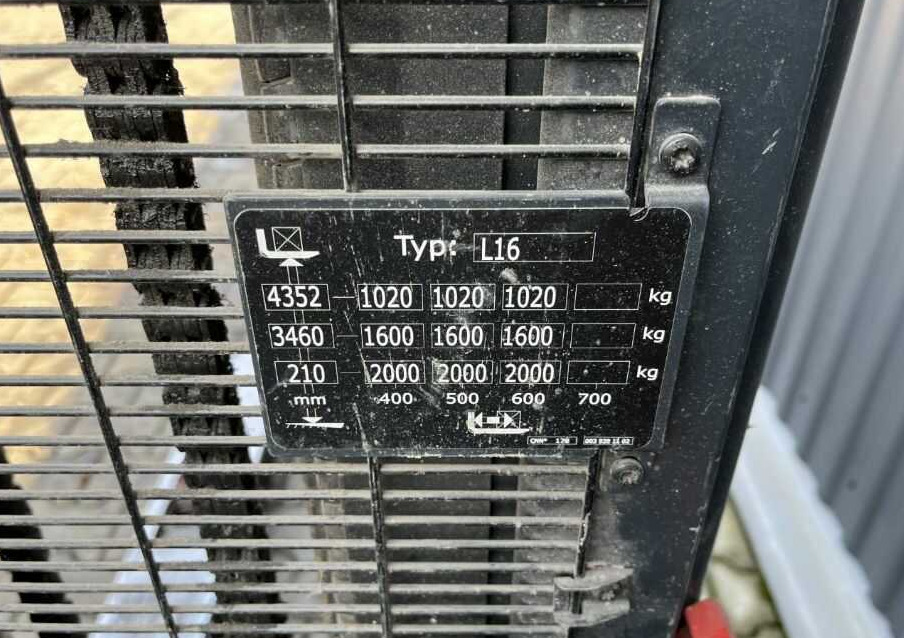 Typ: L16
4352 1020 1020 1020 kg
3460 1600 1600 1600 kg
210 2000 2000 2000 kg
mm 400 500 600 700